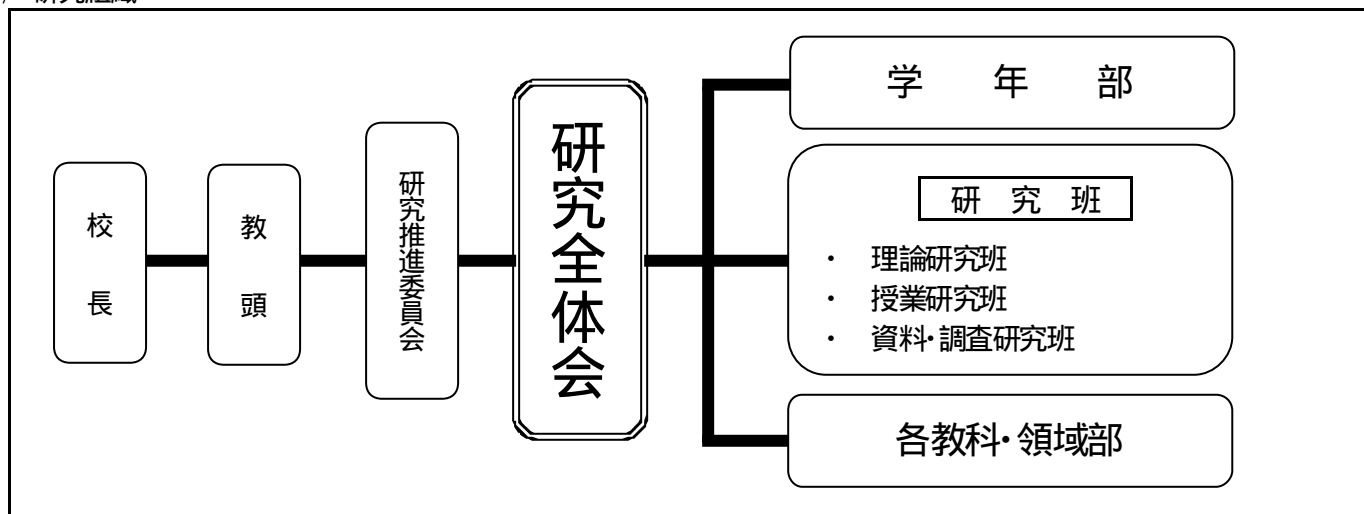 校長
教頭
研究推進委員会
研究全体会
学年部
研究班
・ 理論研究班
・ 授業研究班
・ 資料・調査研究班
各教科・領域部